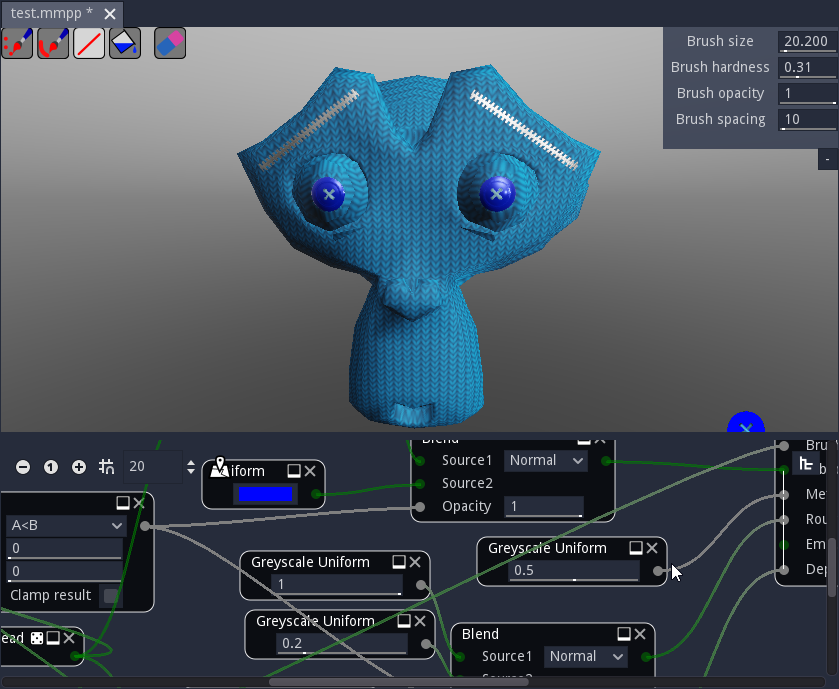 test.mmpp *
Brush size 20.200
Brush hardness 0.31
Brush opacity 1
Brush spacing 10
-
Blend
20
iform
Source1 Normal
Source2
Opacity 1
A<B
0
0
Clamp result
Greyscale Uniform
1
Greyscale Uniform
0.2
Greyscale Uniform
0.5
Blend
Source1 Normal
Bru
b
Me
Rou
Em
Dep
ead